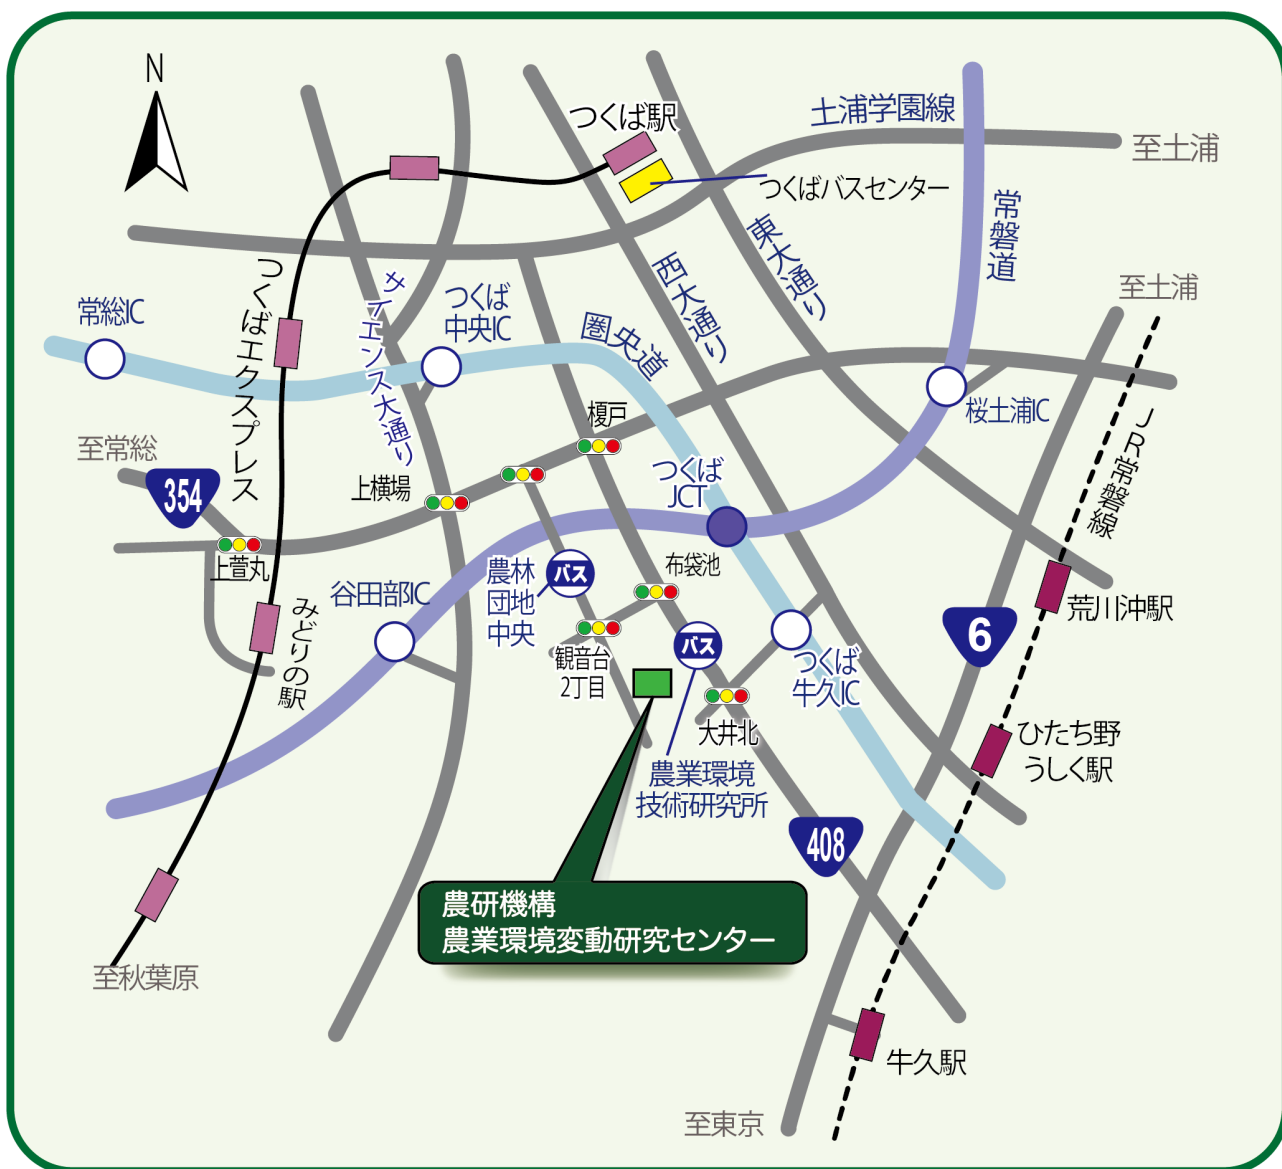 N
つくば駅
土浦学園線
至土浦
つくばバスセンター
常磐道
東大通り
西大通り
至土浦
つくばエクスプレス
サイエンス大通り
常総IC
つくば
中央IC
圏央道
桜土浦IC
JR常磐線
榎戸
至常総
354
上横場
つくば
JCT
上萱丸
谷田部IC
農林
団地
中央
バス
布袋池
みどりの駅
荒川沖駅
6
観音台
2丁目
バス
つくば
牛久IC
大井北
ひたち野
うしく駅
農業環境
技術研究所
408
農研機構
農業環境変動研究センター
至秋葉原
牛久駅
至東京